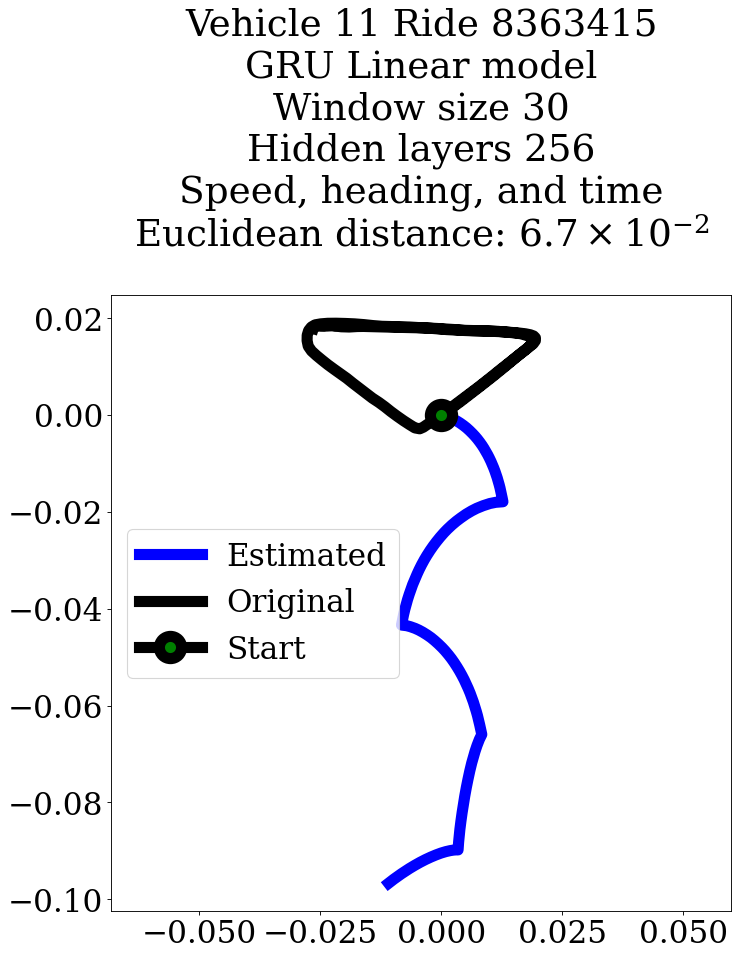 Vehicle 11 Ride 8363415
GRU Linear model
Window size 30
Hidden layers 256
Speed, heading, and time
Euclidean distance: 6.7 × 10⁻²
0.02
0.00
−0.02
−0.04
−0.06
−0.08
−0.10
Estimated
Original
Start
−0.050 −0.025 0.000 0.025 0.050